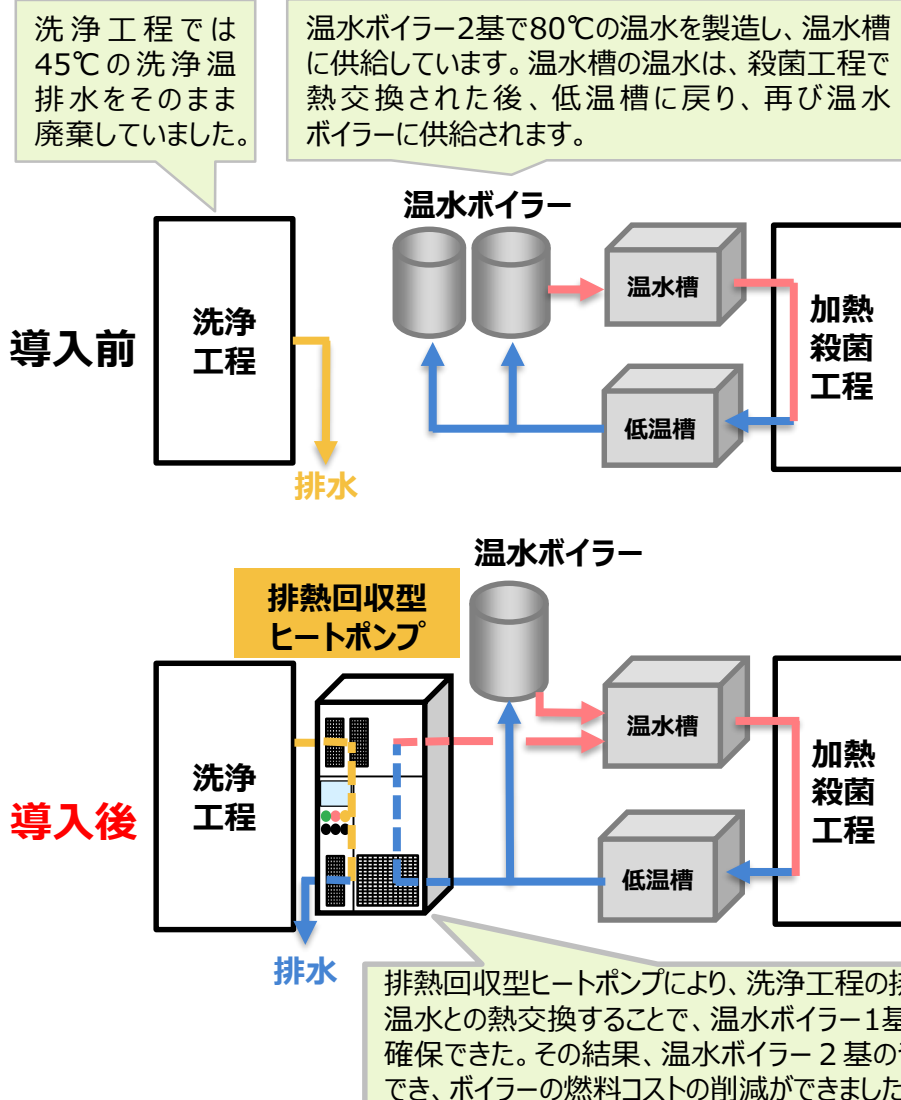 洗浄工程では
45℃の洗浄温
排水をそのまま
廃棄していました。
温水ボイラー2基で80℃の温水を製造し、温水槽
に供給しています。温水槽の温水は、殺菌工程で
熱交換された後、低温槽に戻り、再び温水
ボイラーに供給されます。
導入前
洗浄
工程
排水
温水ボイラー
温水槽
低温槽
加熱
殺菌
工程
導入後
洗浄
工程
排水
排熱回収型
ヒートポンプ
温水ボイラー
温水槽
低温槽
加熱
殺菌
工程
排熱回収型ヒートポンプにより、洗浄工程の排
温水との熱交換することで、温水ボイラー1基
確保できた。その結果、温水ボイラー２基の
でき、ボイラーの燃料コストの削減ができました